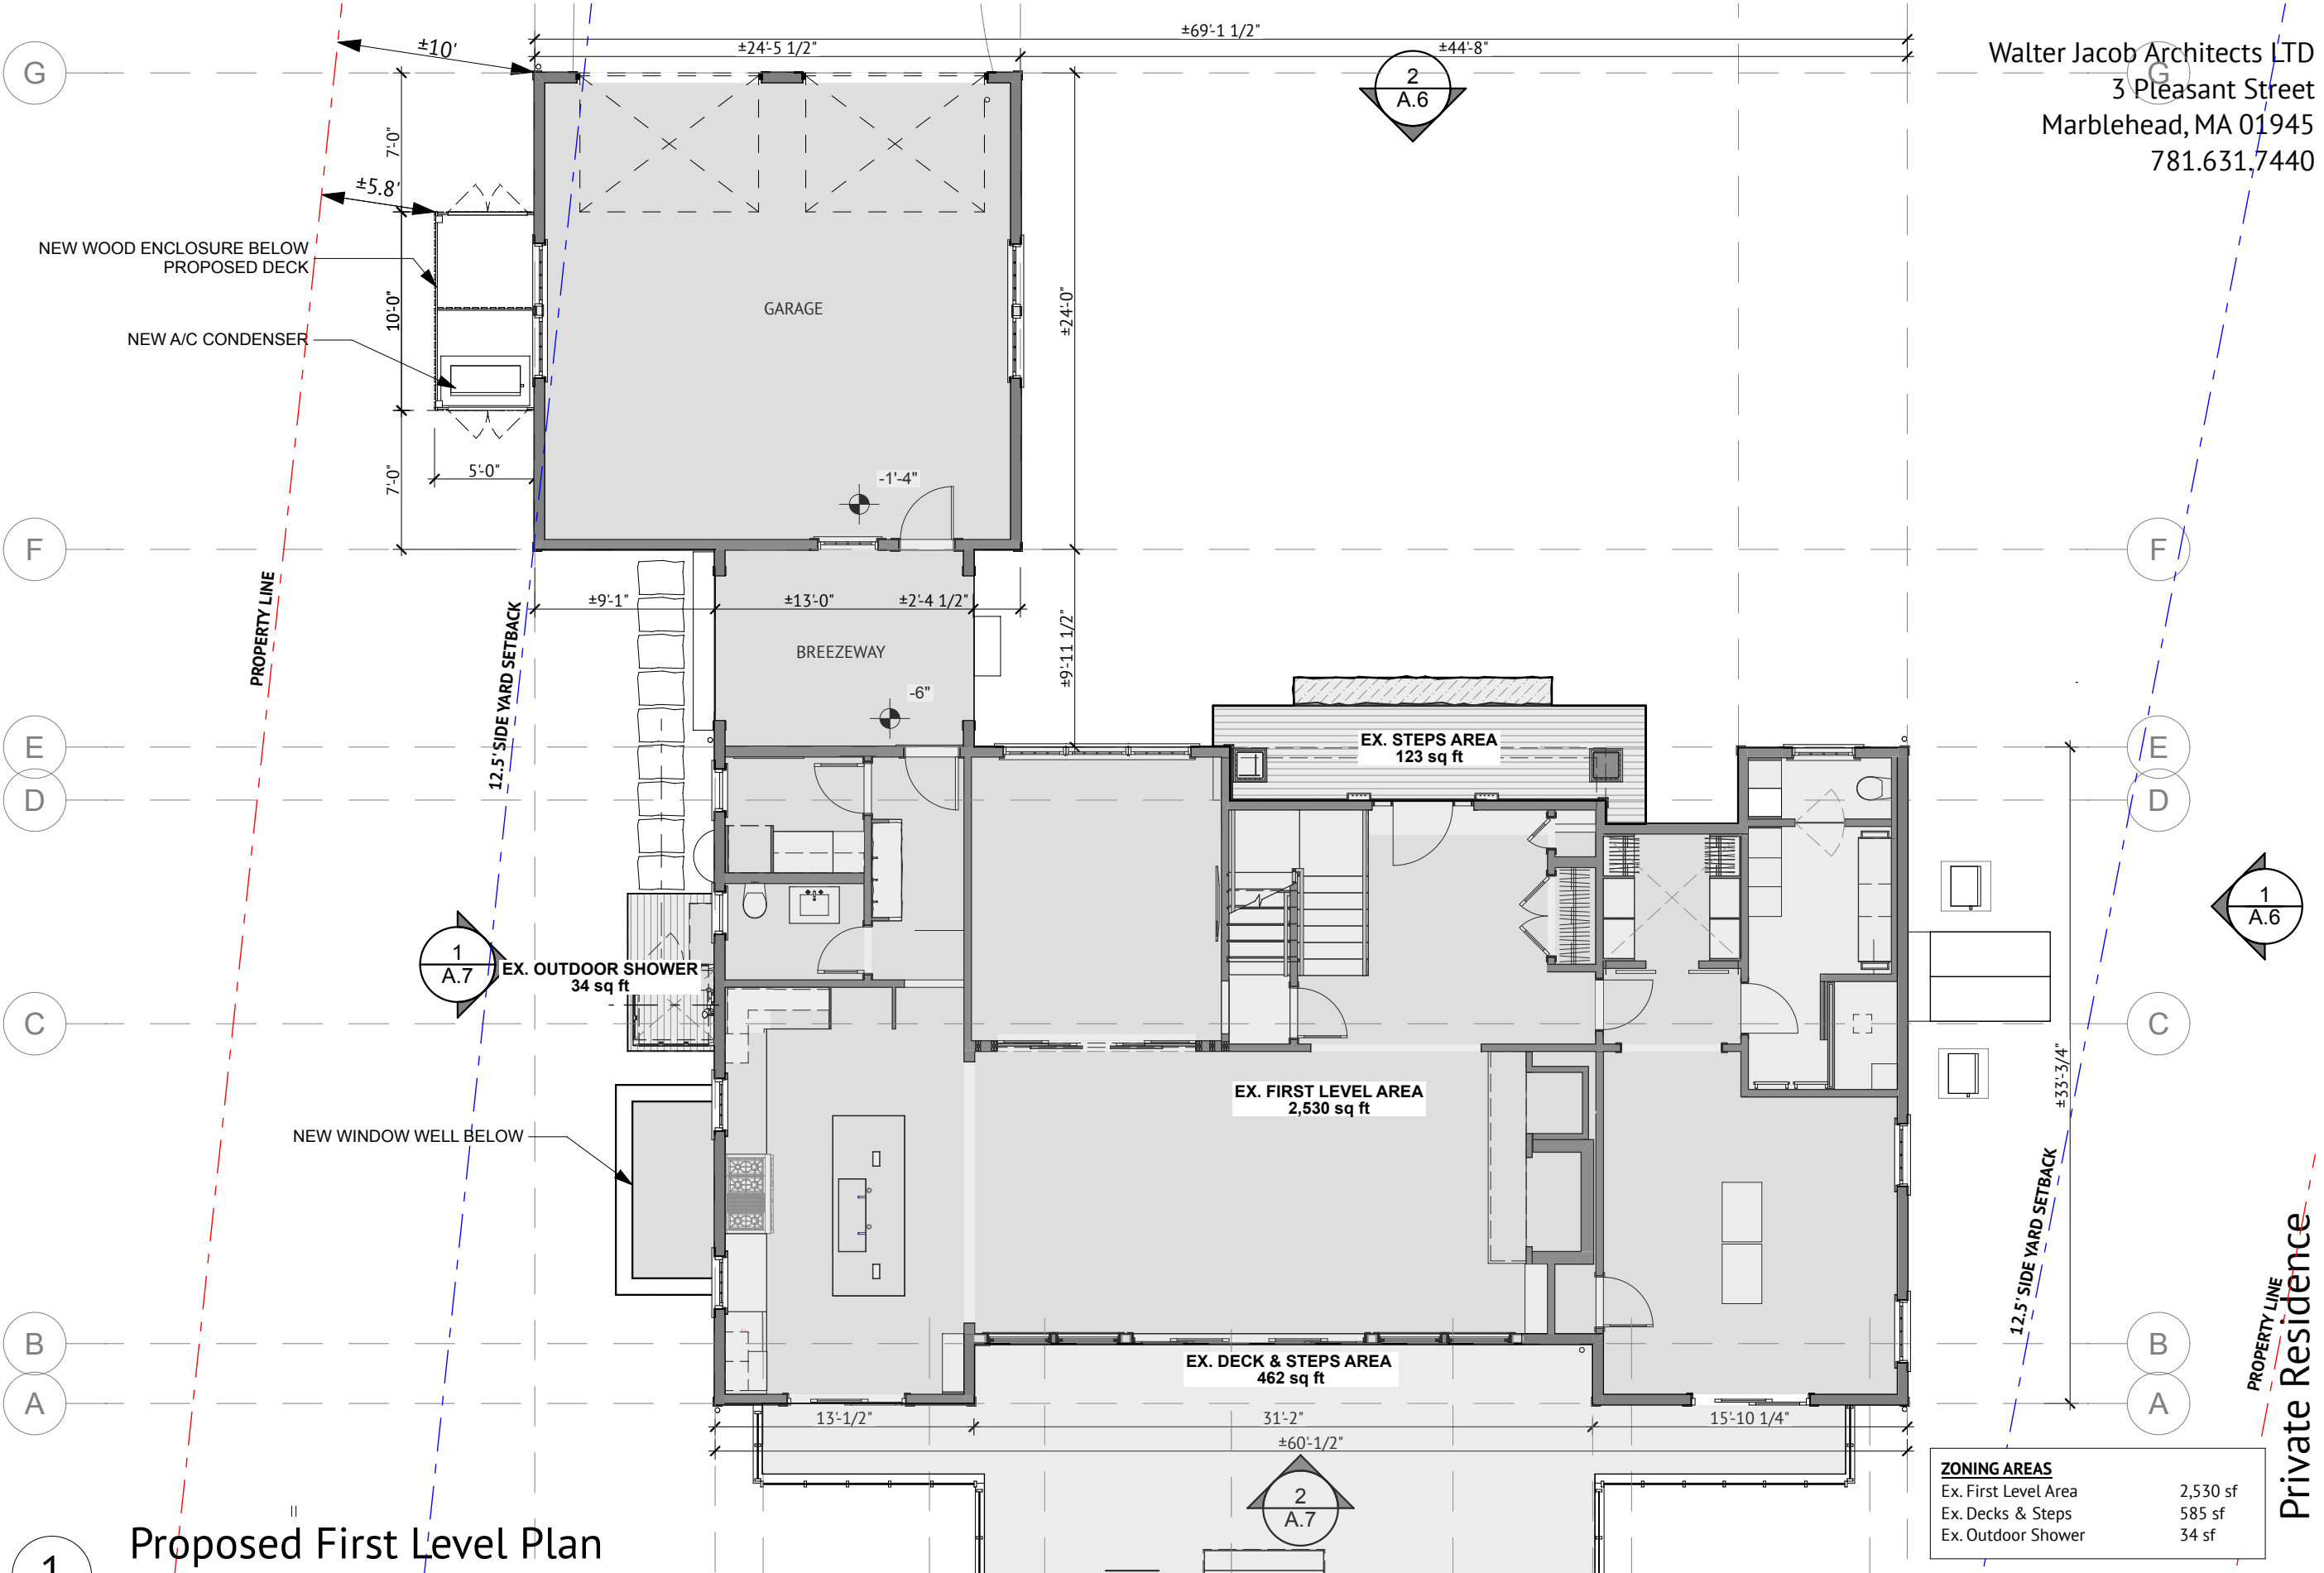 ±69'-1 1/2"
±10'
±24'-5 1/2"
±44'-8"
Walter Jacob Architects LTD
3 Pleasant Street
Marblehead, MA 01945
781.631.7440
G
G
2
A.6
7'-0"
±5.8'
NEW WOOD ENCLOSURE BELOW
PROPOSED DECK
10'-0"
GARAGE
±24'-0"
NEW A/C CONDENSER
5'-0"
7'-0"
-1'-4"
F
F
PROPERTY LINE
12.5' SIDE YARD SETBACK
±9'-1"
±13'-0"
±2'-4 1/2"
±9'-11 1/2"
BREEZEWAY
-6"
E
E
EX. STEPS AREA
123 sq ft
D
D
1
A.7
EX. OUTDOOR SHOWER
34 sq ft
1
A.6
C
C
±33'-3/4"
EX. FIRST LEVEL AREA
2,530 sq ft
NEW WINDOW WELL BELOW
12.5' SIDE YARD SETBACK
PROPERTY LINE
Private Residence
B
B
EX. DECK & STEPS AREA
462 sq ft
A
A
13'-1/2"
31'-2"
15'-10 1/4"
±60'-1/2"
2
A.7
ZONING AREAS
Ex. First Level Area 2,530 sf
Ex. Decks & Steps 585 sf
Ex. Outdoor Shower 34 sf
1
Proposed First Level Plan